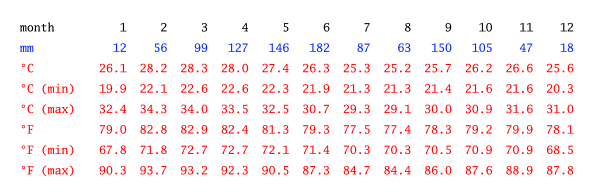 month 1 2 3 4 5 6 7 8 9 10 11 12
mm 12 56 99 127 146 182 87 63 150 105 47 18
°C 26.1 28.2 28.3 28.0 27.4 26.3 25.3 25.2 25.7 26.2 26.6 25.6
°C (min) 19.9 22.1 22.6 22.6 22.3 21.9 21.3 21.3 21.4 21.6 21.6 20.3
°C (max) 32.4 34.3 34.0 33.5 32.5 30.7 29.3 29.1 30.0 30.9 31.6 31.0
°F 79.0 82.8 82.9 82.4 81.3 79.3 77.5 77.4 78.3 79.2 79.9 78.1
°F (min) 67.8 71.8 72.7 72.7 72.1 71.4 70.3 70.3 70.5 70.9 70.9 68.5
°F (max) 90.3 93.7 93.2 92.3 90.5 87.3 84.7 84.4 86.0 87.6 88.9 87.8